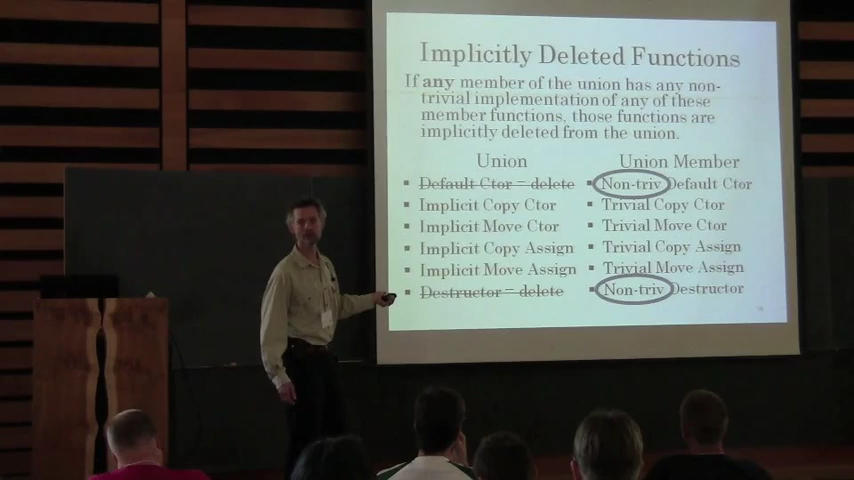 Implicitly Deleted Functions
If any member of the union has any non-
trivial implementation of any of these
member functions, those functions are
implicitly deleted from the union.
Union
▪ Default Ctor = delete
▪ Implicit Copy Ctor
▪ Implicit Move Ctor
▪ Implicit Copy Assign
▪ Implicit Move Assign
▪ Destructor = delete
Union Member
▪ Non-triv Default Ctor
▪ Trivial Copy Ctor
▪ Trivial Move Ctor
▪ Trivial Copy Assign
▪ Trivial Move Assign
▪ Non-triv Destructor